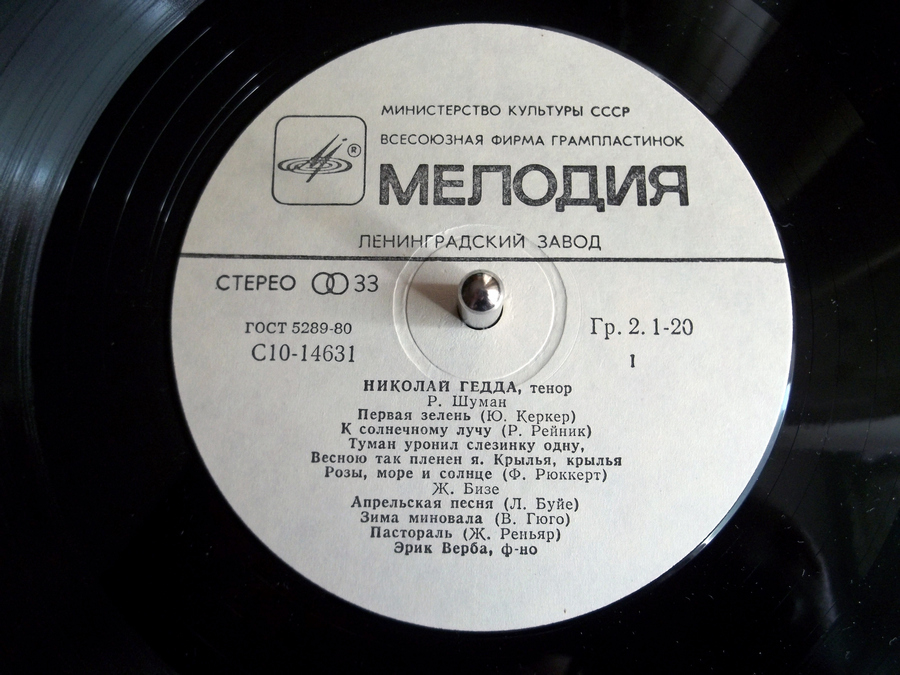 МИНИСТЕРСТВО КУЛЬТУРЫ СССР
ВСЕСОЮЗНАЯ ФИРМА ГРАМПЛАСТИНОК
®
МЕЛОДИЯ
ЛЕНИНГРАДСКИЙ ЗАВОД
СТЕРЕО 33
ГОСТ 5289-80
Гр. 2. 1-20
С10-14631
1
НИКОЛАЙ ГЕДДА, тенор
Р. Шуман
Первая зелень (Ю. Керкер)
К солнечному лучу (Р. Рейник)
Туман уронил слезинку одну,
Весною так пленен я. Крылья, крылья
Розы, море и солнце (Ф. Рюккерт)
Ж. Бизе
Апрельская песня (Л. Буйе)
Зима миновала (В. Гюго)
Пастораль (Ж. Реньяр)
Эрик Верба, ф-но